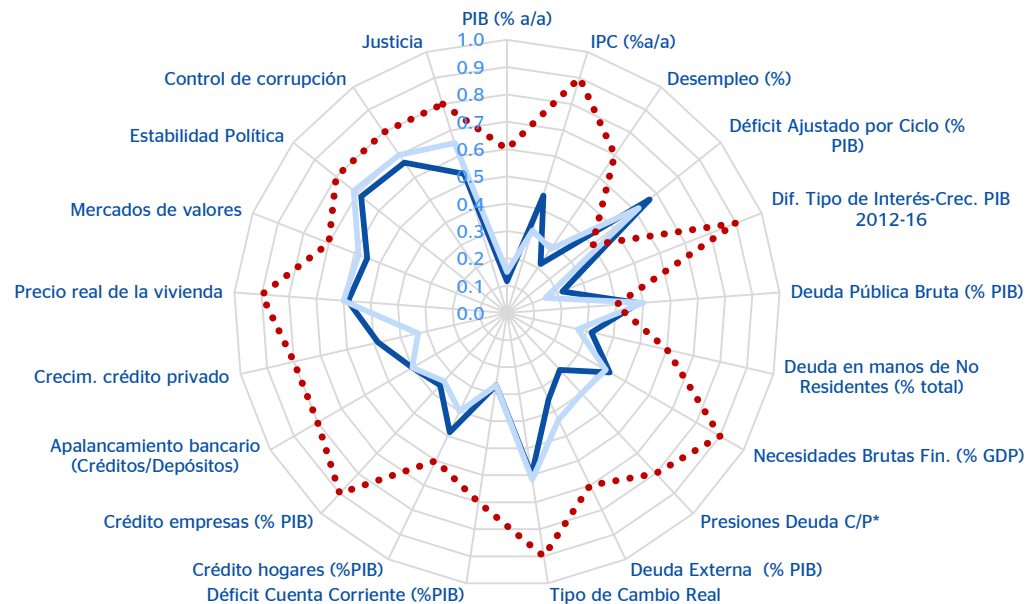 PIB (% a/a)
IPC (%a/a)
Desempleo (%)
Déficit Ajustado por Ciclo (%
PIB)
Dif. Tipo de Interés-Crec. PIB
2012-16
Deuda Pública Bruta (% PIB)
Deuda en manos de No
Residentes (% total)
Necesidades Brutas Fin. (% GDP)
Presiones Deuda C/P*
Deuda Externa  (% PIB)
Tipo de Cambio Real
Déficit Cuenta Corriente (%PIB)
Crédito hogares (%PIB)
Crédito empresas (% PIB)
Apalancamiento bancario
(Créditos/Depósitos)
Crecim. crédito privado
Precio real de la vivienda
Mercados de valores
Estabilidad Política
Control de corrupción
Justicia
1.0
0.9
0.8
0.7
0.6
0.5
0.4
0.3
0.2
0.1
0.0